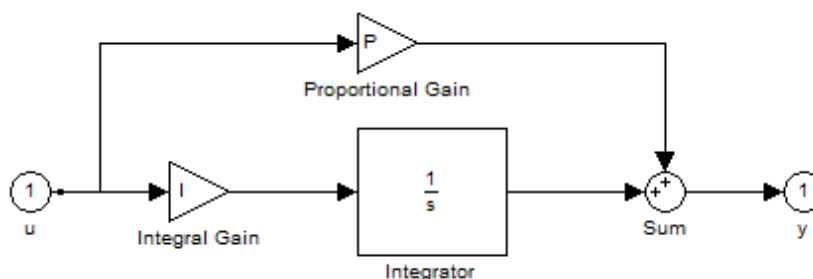 P
Proportional Gain
1
u
I
Integral Gain
1
s
Integrator
+
+
Sum
1
y